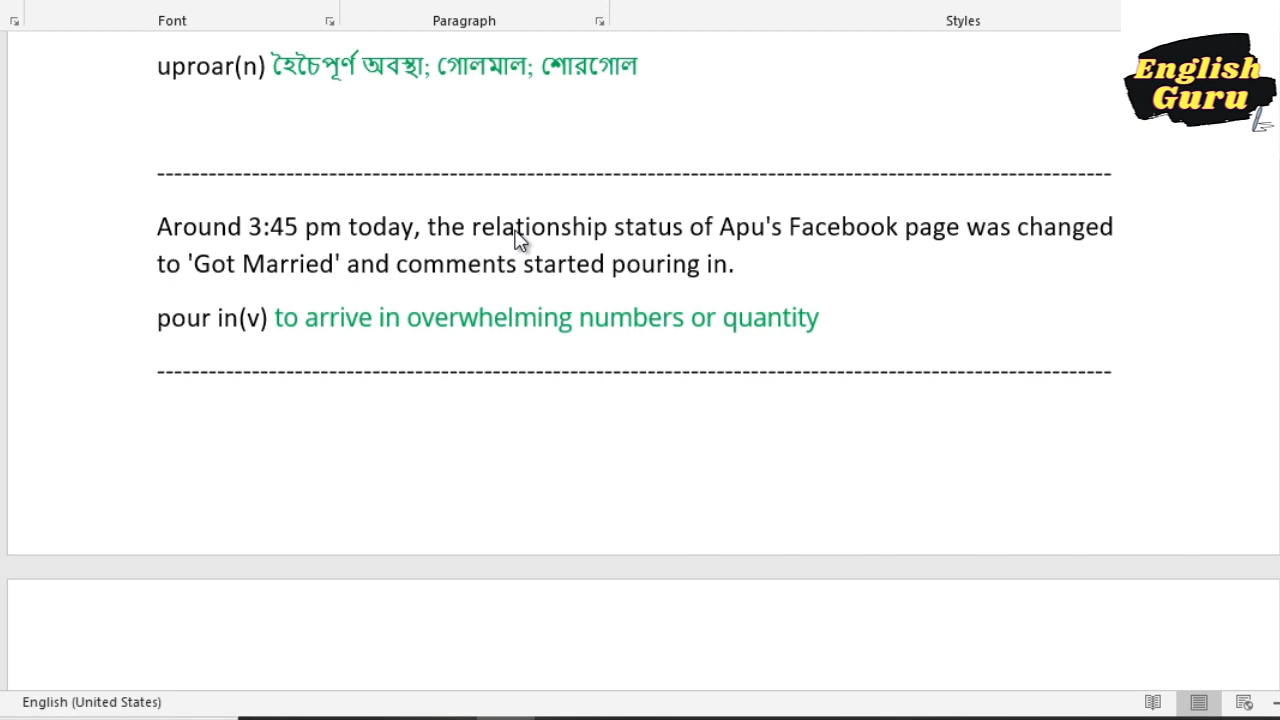 Font Paragraph Styles
uproar(n) হৈচৈপূর্ণ অবস্থা; গোলমাল; শোরগোল
English
Guru
-----------------------------------------------------------------------------------------------------------------
Around 3:45 pm today, the relationship status of Apu's Facebook page was changed
to 'Got Married' and comments started pouring in.
pour in(v) to arrive in overwhelming numbers or quantity
-----------------------------------------------------------------------------------------------------------------
English (United States)